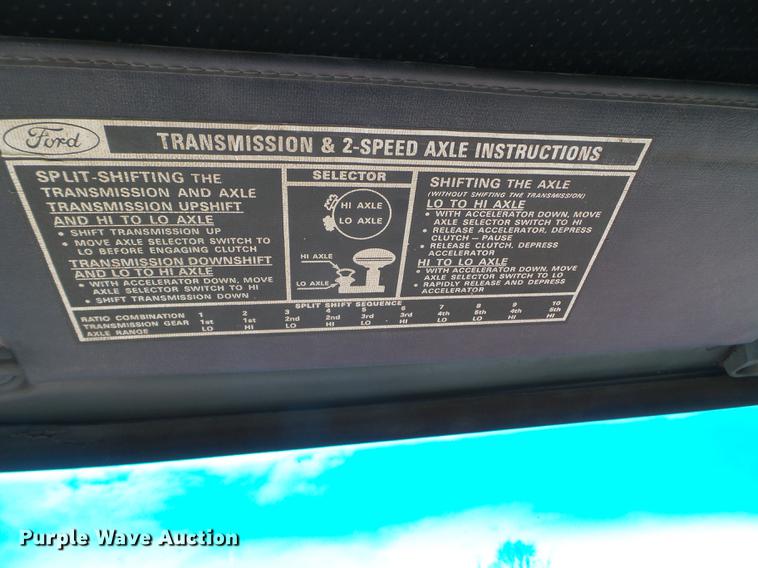 Ford
TRANSMISSION & 2-SPEED AXLE INSTRUCTIONS
SPLIT-SHIFTING THE
TRANSMISSION AND AXLE
TRANSMISSION UPSHIFT
AND HI TO LO AXLE
• SHIFT TRANSMISSION UP
• MOVE AXLE SELECTOR SWITCH TO
LO BEFORE ENGAGING CLUTCH
TRANSMISSION DOWNSHIFT
AND LO TO HI AXLE
• WITH ACCELERATOR DOWN, MOVE
AXLE SELECTOR SWITCH TO HI
• SHIFT TRANSMISSION DOWN
SELECTOR
HI AXLE
LO AXLE
HI AXLE
LO AXLE
SHIFTING THE AXLE
(WITHOUT SHIFTING THE TRANSMISSION)
LO TO HI AXLE
• WITH ACCELERATOR DOWN, MOVE
AXLE SELECTOR SWITCH TO HI
• RELEASE ACCELERATOR, DEPRESS
CLUTCH – PAUSE
• RELEASE CLUTCH, DEPRESS
ACCELERATOR
HI TO LO AXLE
• WITH ACCELERATOR DOWN, MOVE
AXLE SELECTOR SWITCH TO LO
• RAPIDLY RELEASE AND DEPRESS
ACCELERATOR
SPLIT SHIFT SEQUENCE
RATIO COMBINATION 1 2 3 4 5 6 7 8 9 10
TRANSMISSION GEAR 1st 1st 2nd 2nd 3rd 3rd 4th 5th 4th 5th
AXLE RANGE LO HI LO HI LO HI LO LO HI HI
Purple Wave Auction